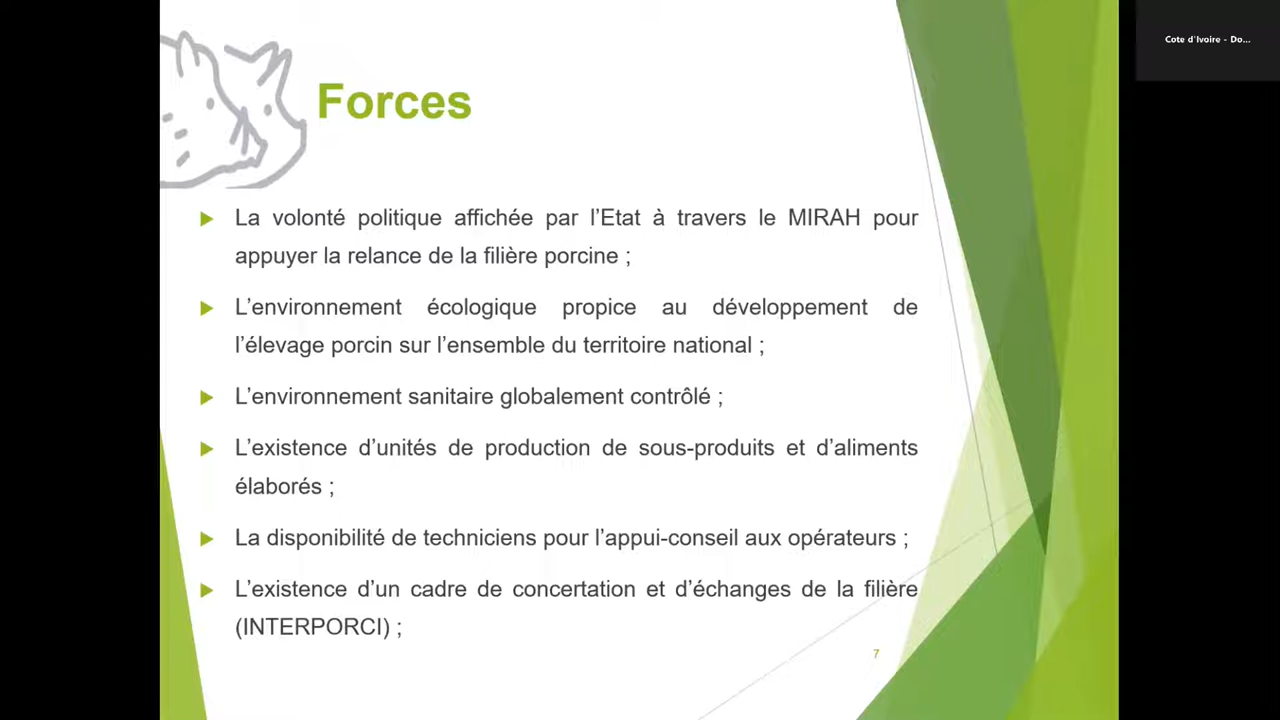 Cote d'Ivoire - Do...
Forces
La volonté politique affichée par l’Etat à travers le MIRAH pour
appuyer la relance de la filière porcine ;
L’environnement écologique propice au développement de
l’élevage porcin sur l’ensemble du territoire national ;
L’environnement sanitaire globalement contrôlé ;
L’existence d’unités de production de sous-produits et d’aliments
élaborés ;
La disponibilité de techniciens pour l’appui-conseil aux opérateurs ;
L’existence d’un cadre de concertation et d’échanges de la filière
(INTERPORCI) ;
7